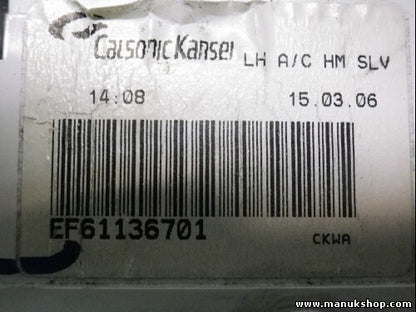 CalsonicKansei LH A/C HM SLV
14:08 15.03.06
EF61136701
CKWA
www.manukshop.com